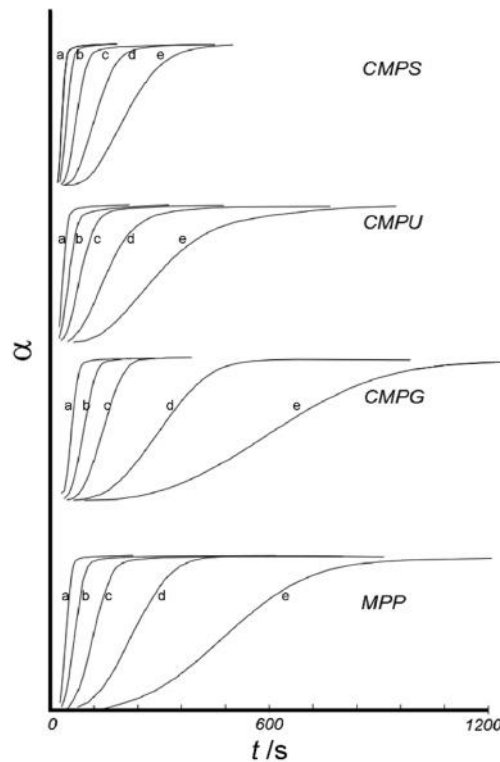 a b c d e
CMPS
CMPU
a b c d e
CMPG
a b c d e
MPP
a b c d e
α
0 600 1200
t /s